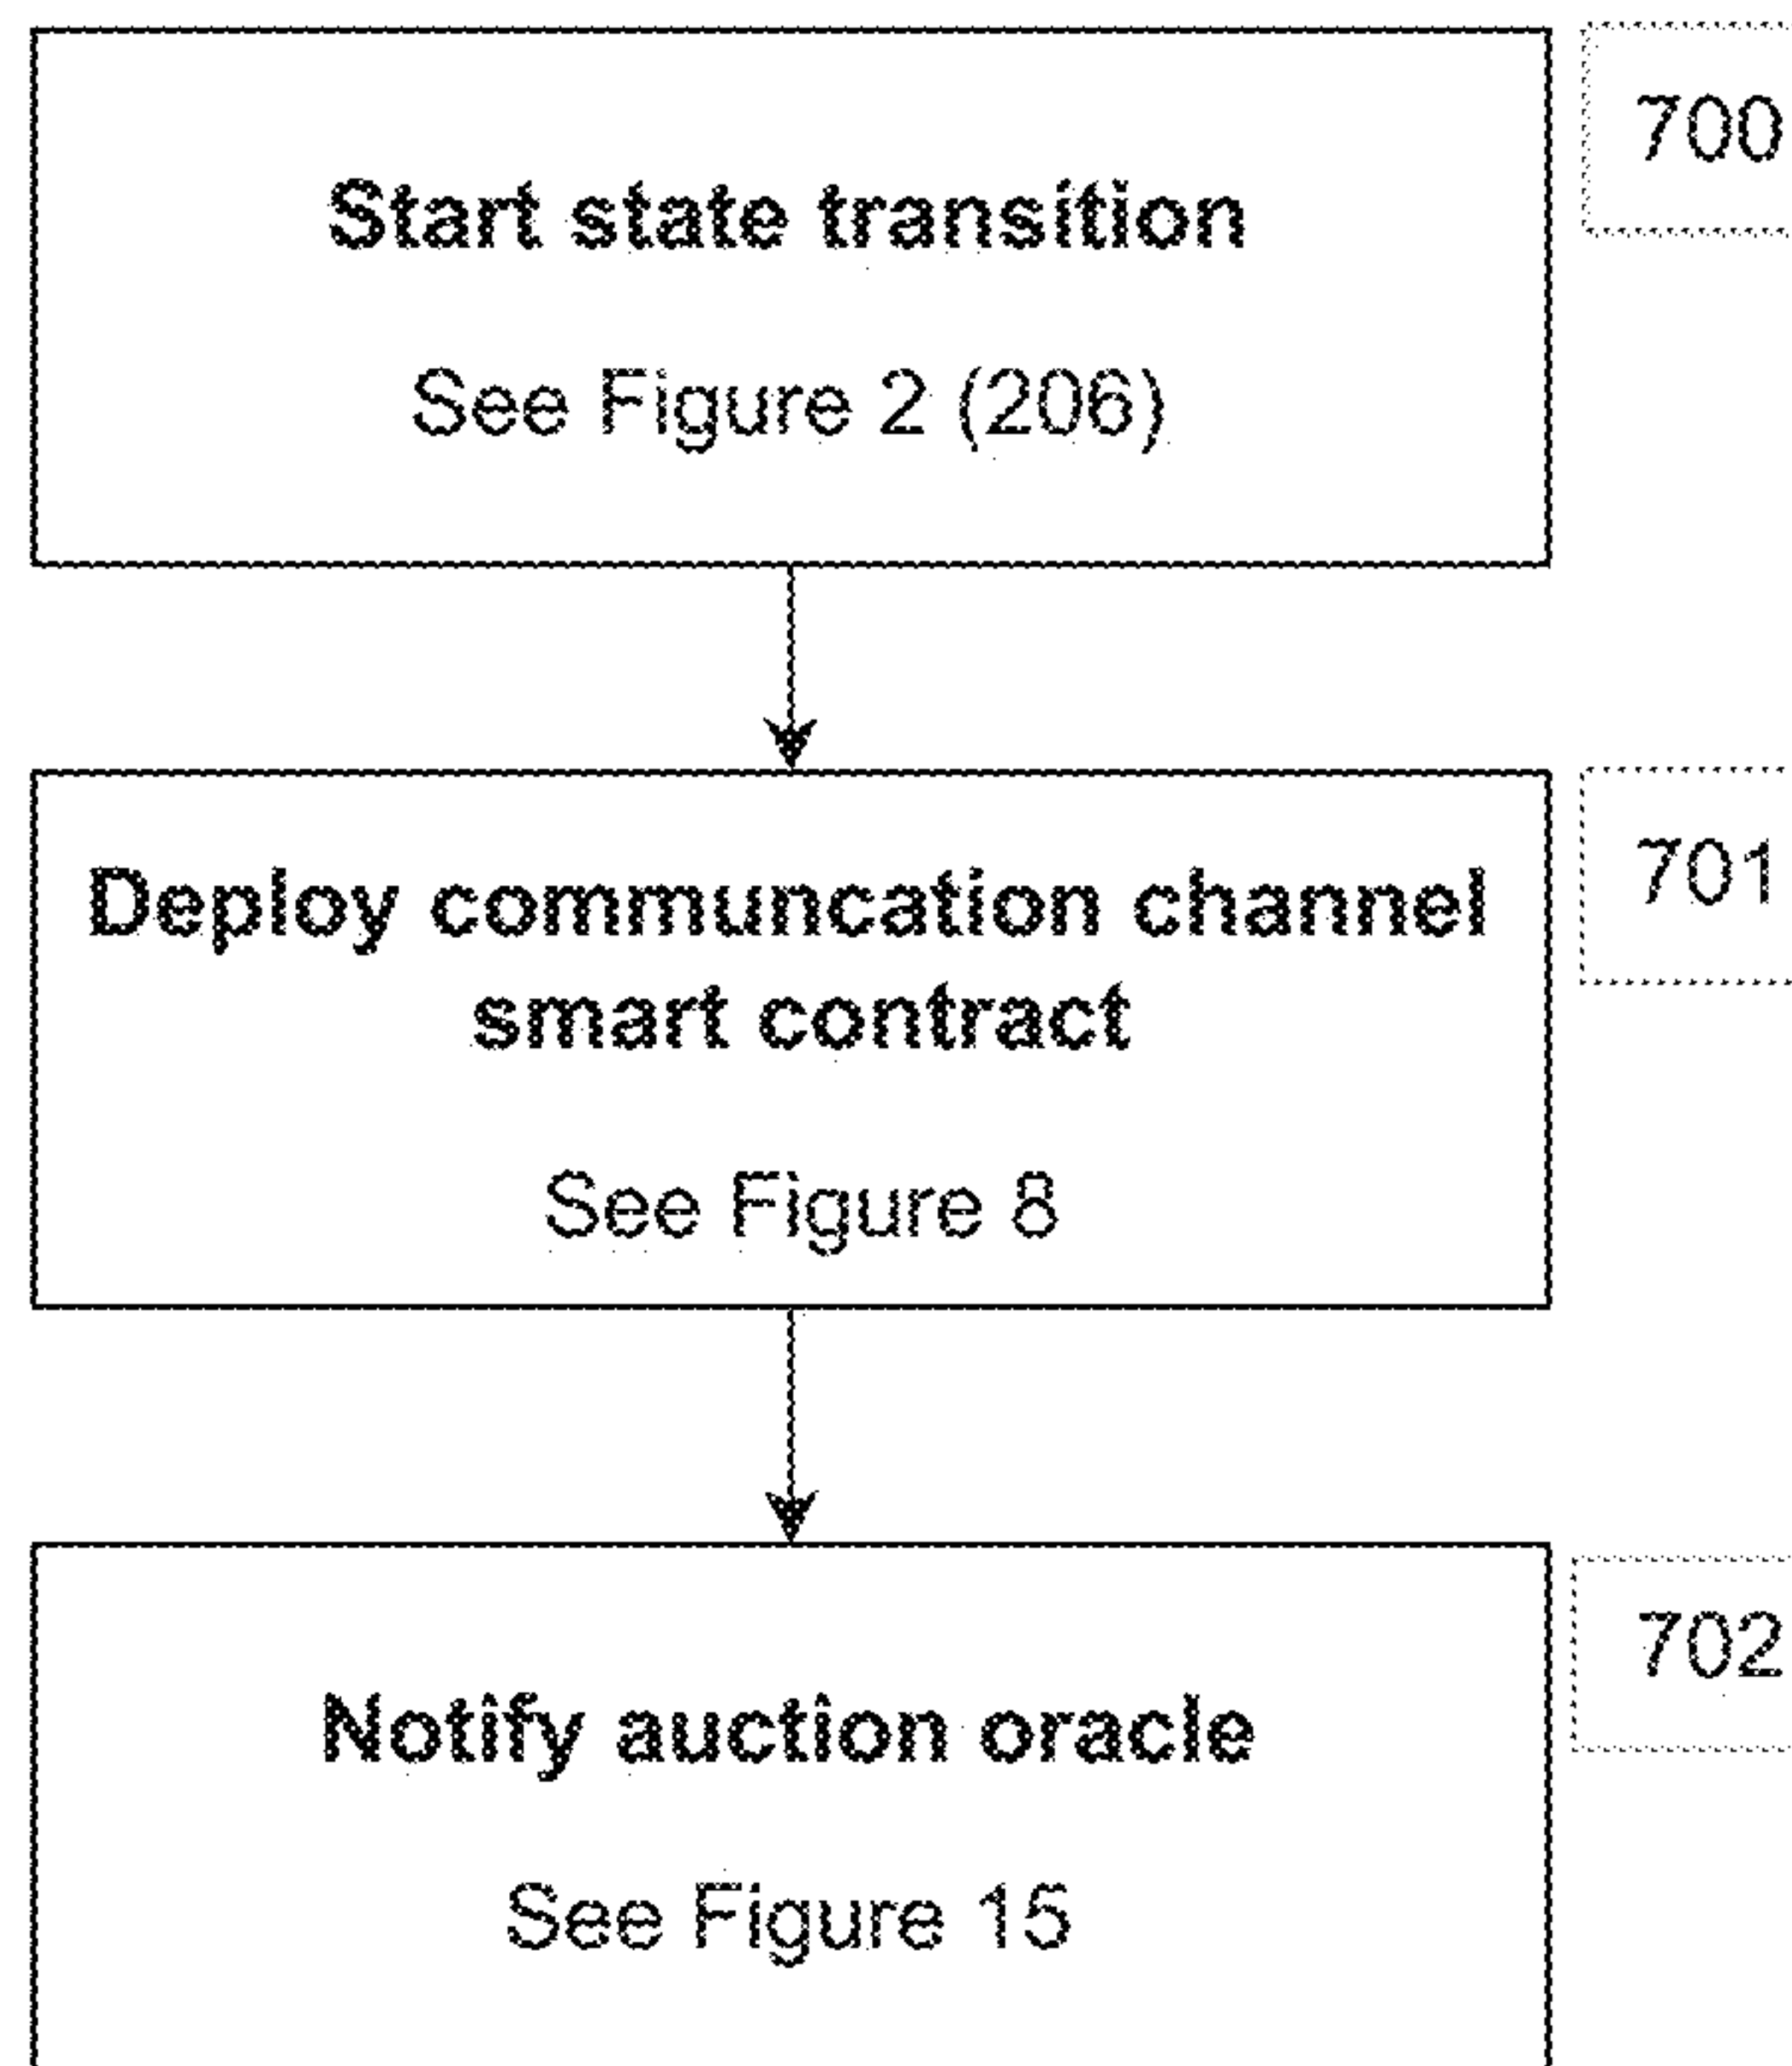 Start state transition
700
See Figure 2 (206)
Deploy communcation channel
701
smart contract
See Figure 8
Notify auction oracle
702
See Figure 15